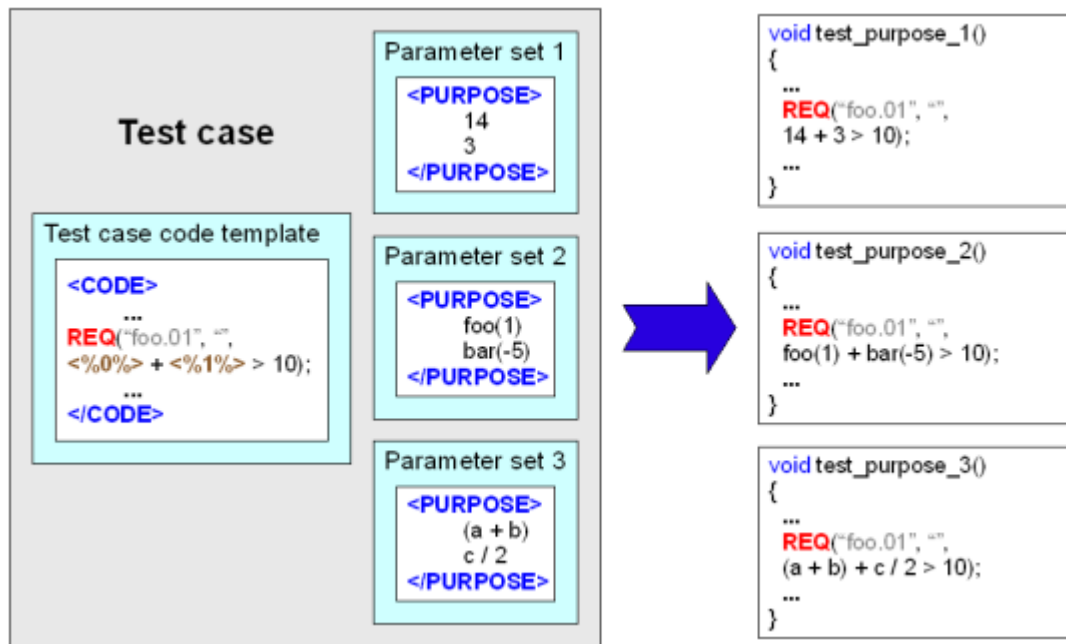 Test case
Test case code template
<CODE>
...
REQ("foo.01", "",
<%0%> + <%1%> > 10);
...
</CODE>
Parameter set 1
<PURPOSE>
14
3
</PURPOSE>
Parameter set 2
<PURPOSE>
foo(1)
bar(-5)
</PURPOSE>
Parameter set 3
<PURPOSE>
(a + b)
c / 2
</PURPOSE>
void test_purpose_1()
{
...
REQ(“foo.01”, “”,
14 + 3 > 10);
...
}
void test_purpose_2()
{
...
REQ(“foo.01”, “”,
foo(1) + bar(-5) > 10);
...
}
void test_purpose_3()
{
...
REQ(“foo.01”, “”,
(a + b) + c / 2 > 10);
...
}